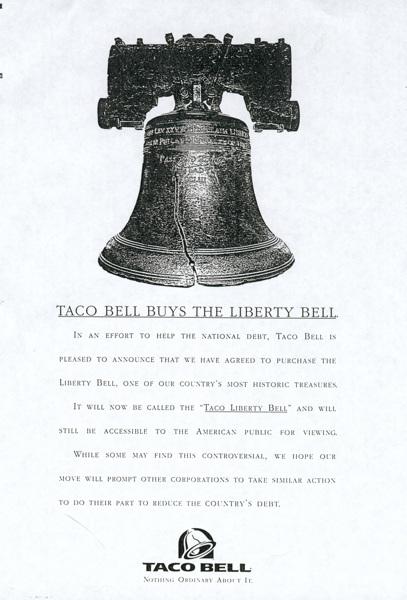 TACO BELL BUYS THE LIBERTY BELL.
In an effort to help the national debt, Taco Bell is
pleased to announce that we have agreed to purchase the
Liberty Bell, one of our country's most historic treasures.
It will now be called the "Taco Liberty Bell" and will
still be accessible to the American public for viewing.
While some may find this controversial, we hope our
move will prompt other corporations to take similar action
to do their part to reduce the country's debt.
TACO BELL
Nothing Ordinary About It.